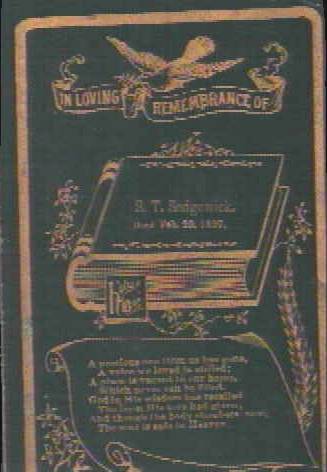 IN LOVING REMEMBRANCE OF
S. T. Sedgewick,
Died Feb. 20, 1897.
A precious one from us has gone,
A voice we loved is stilled;
A place is vacant in our home,
Which never can be filled.
God in His wisdom has recalled
The boon His love had given;
And though the body slumbers here,
The soul is safe in Heaven